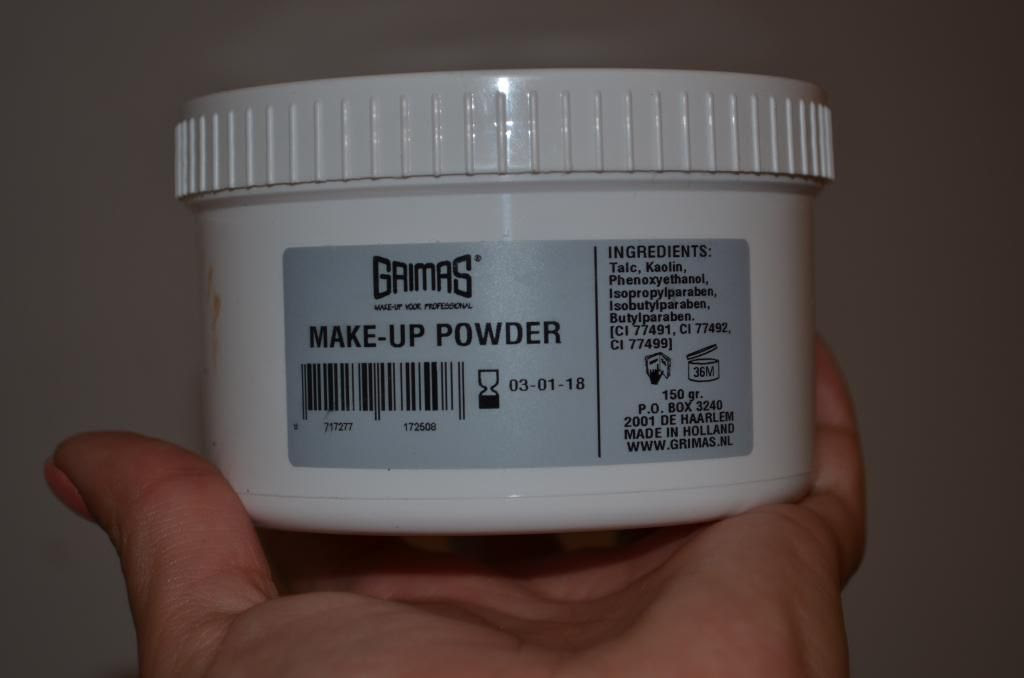 GRIMAS®
MAKE-UP VOOR PROFESSIONAL
MAKE-UP POWDER
03-01-18
717277 172508
INGREDIENTS:
Talc, Kaolin,
Phenoxyethanol,
Isopropylparaben,
Isobutylparaben,
Butylparaben.
[CI 77491, CI 77492,
CI 77499]
36M
150 gr.
P.O. BOX 3240
2001 DE HAARLEM
MADE IN HOLLAND
WWW.GRIMAS.NL